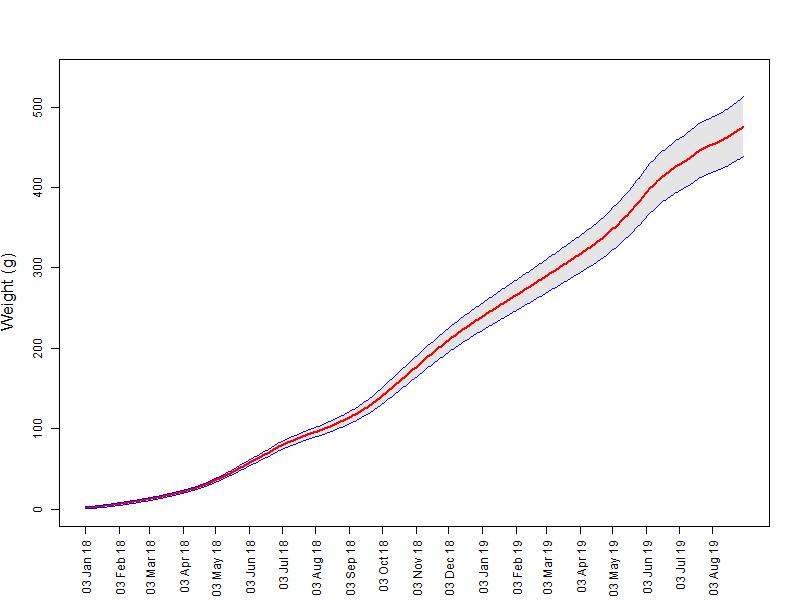 Weight (g)
500
400
300
200
100
0
03 Jan 18
03 Feb 18
03 Mar 18
03 Apr 18
03 May 18
03 Jun 18
03 Jul 18
03 Aug 18
03 Sep 18
03 Oct 18
03 Nov 18
03 Dec 18
03 Jan 19
03 Feb 19
03 Mar 19
03 Apr 19
03 May 19
03 Jun 19
03 Jul 19
03 Aug 19